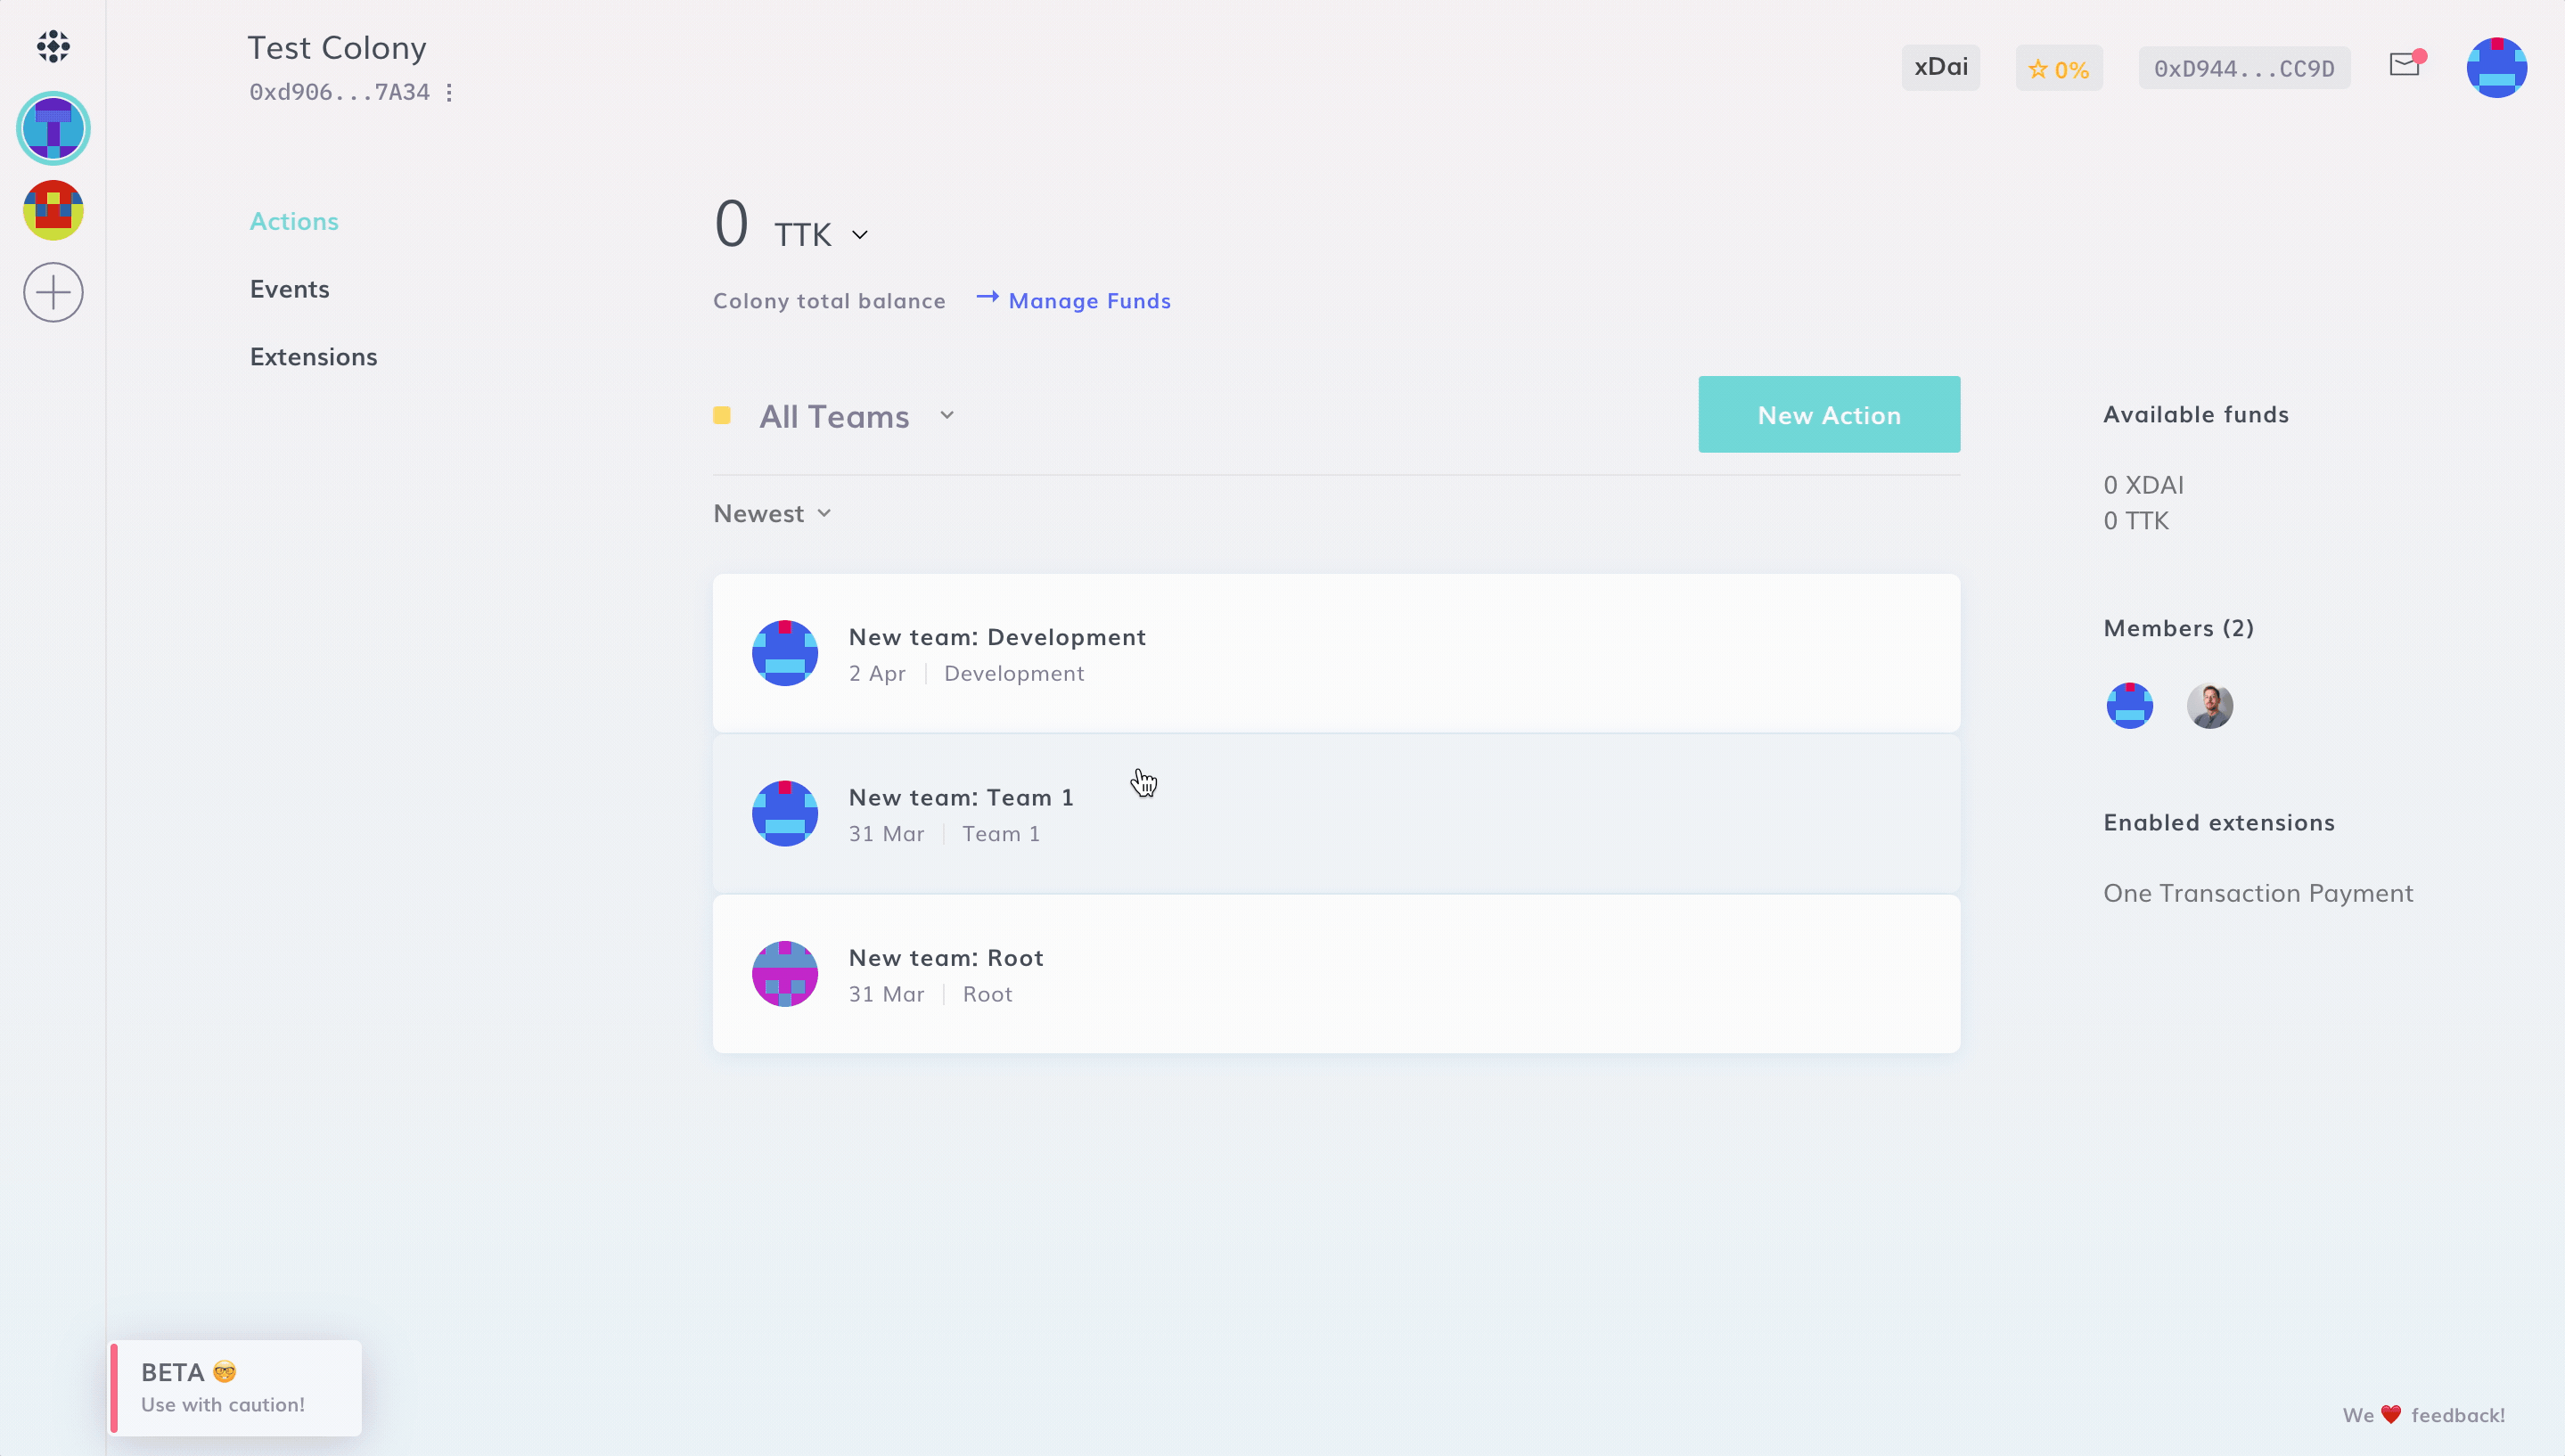 Test Colony
0xd906...7A34
xDai
0%
0xD944...CC9D
Actions
Events
Extensions
0 TTK
Colony total balance
Manage Funds
All Teams
New Action
Newest
New team: Development
2 Apr
Development
New team: Team 1
31 Mar
Team 1
New team: Root
31 Mar
Root
Available funds
0 XDAI
0 TTK
Members (2)
Enabled extensions
One Transaction Payment
BETA 🤓
Use with caution!
We ❤️ feedback!